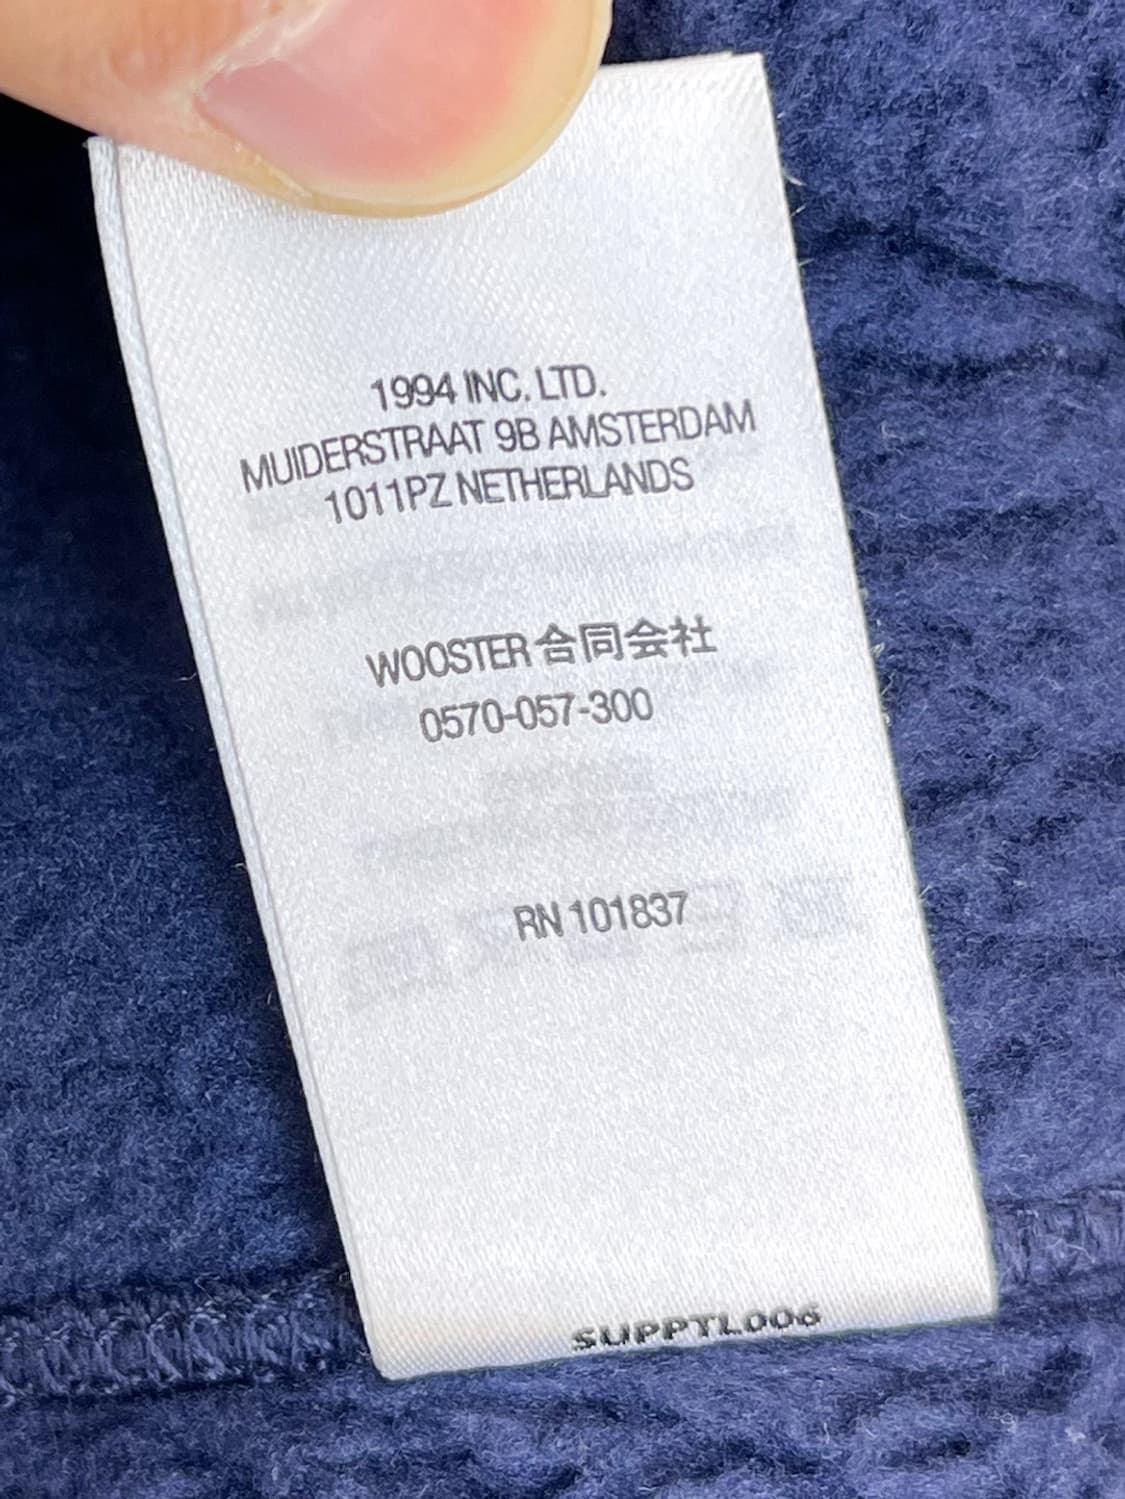 1994 INC. LTD.
MUIDERSTRAAT 9B AMSTERDAM
1011PZ NETHERLANDS
WOOSTER 合同会社
0570-057-300
RN 101837
SUPPTL006